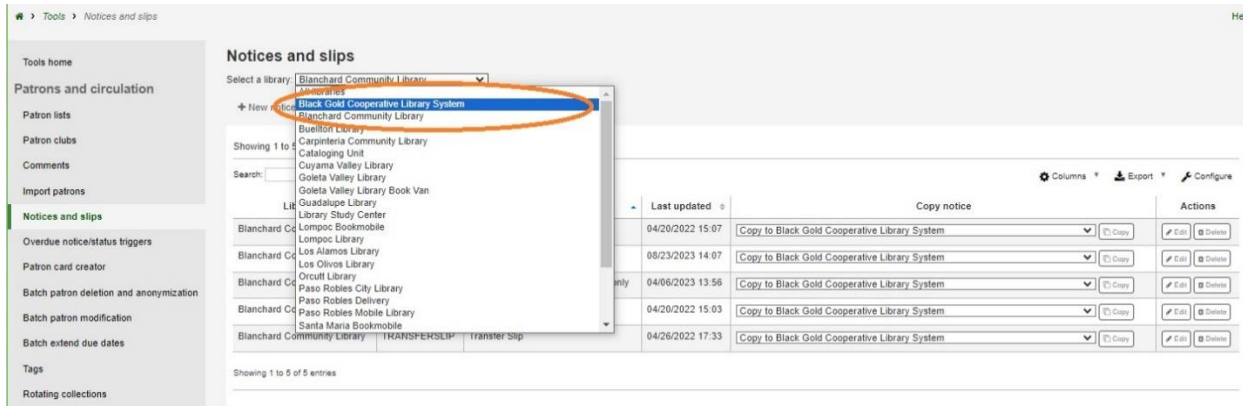 Tools > Notices and slips
He
Tools home
Patrons and circulation
Patron lists
Patron clubs
Comments
Import patrons
Notices and slips
Overdue notice/status triggers
Patron card creator
Batch patron deletion and anonymization
Batch patron modification
Batch extend due dates
Tags
Rotating collections
Notices and slips
Select a library: Blanchard Community Library
+ New notice
All libraries
Black Gold Cooperative Library System
Blanchard Community Library
Buellton Library
Carpinteria Community Library
Cataloging Unit
Cuyama Valley Library
Goleta Valley Library
Goleta Valley Library Book Van
Guadalupe Library
Library Study Center
Lompoc Bookmobile
Lompoc Library
Los Alamos Library
Los Olivos Library
Orcutt Library
Paso Robles City Library
Paso Robles Delivery
Paso Robles Mobile Library
Santa Maria Bookmobile
Showing 1 to 5
Search:
Columns Export Configure
Lib Last updated Copy notice Actions
Blanchard Co 04/20/2022 15:07 Copy to Black Gold Cooperative Library System Copy Edit Delete
Blanchard Co 08/23/2023 14:07 Copy to Black Gold Cooperative Library System Copy Edit Delete
Blanchard Co only 04/06/2023 13:56 Copy to Black Gold Cooperative Library System Copy Edit Delete
Blanchard Co 04/20/2022 15:03 Copy to Black Gold Cooperative Library System Copy Edit Delete
Blanchard Community Library TRANSFERSLIP Transfer Slip 04/26/2022 17:33 Copy to Black Gold Cooperative Library System Copy Edit Delete
Showing 1 to 5 of 5 entries